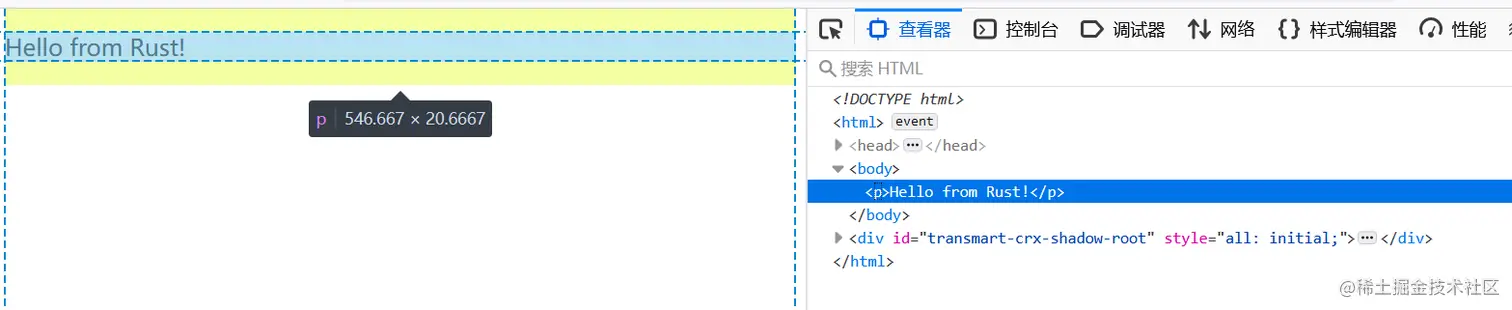 Hello from Rust!
p 546.667 × 20.6667
查看器 控制台 调试器 网络 {} 样式编辑器 性能
搜索 HTML
<!DOCTYPE html>
<html> event
<head> ••• </head>
<body>
<p>Hello from Rust!</p>
</body>
<div id="transmart-crx-shadow-root" style="all: initial;"> ••• </div>
</html>
@稀土掘金技术社区